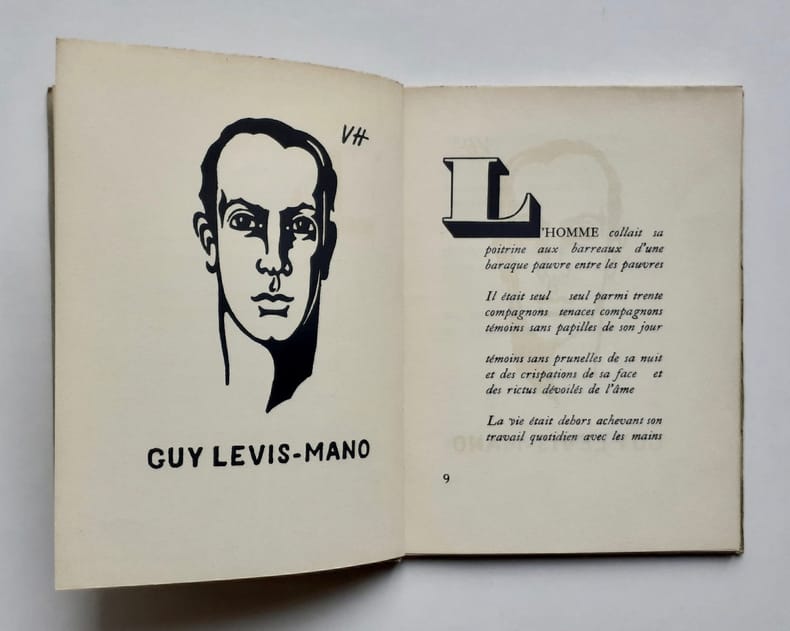 VH
GUY LEVIS-MANO
L'HOMME collait sa
poitrine aux barreaux d'une
baraque pauvre entre les pauvres
Il était seul seul parmi trente
compagnons tenaces compagnons
témoins sans papilles de son jour
témoins sans prunelles de sa nuit
et des crispations de sa face et
des rictus dévoilés de l'âme
La vie était dehors achevant son
travail quotidien avec les mains
9